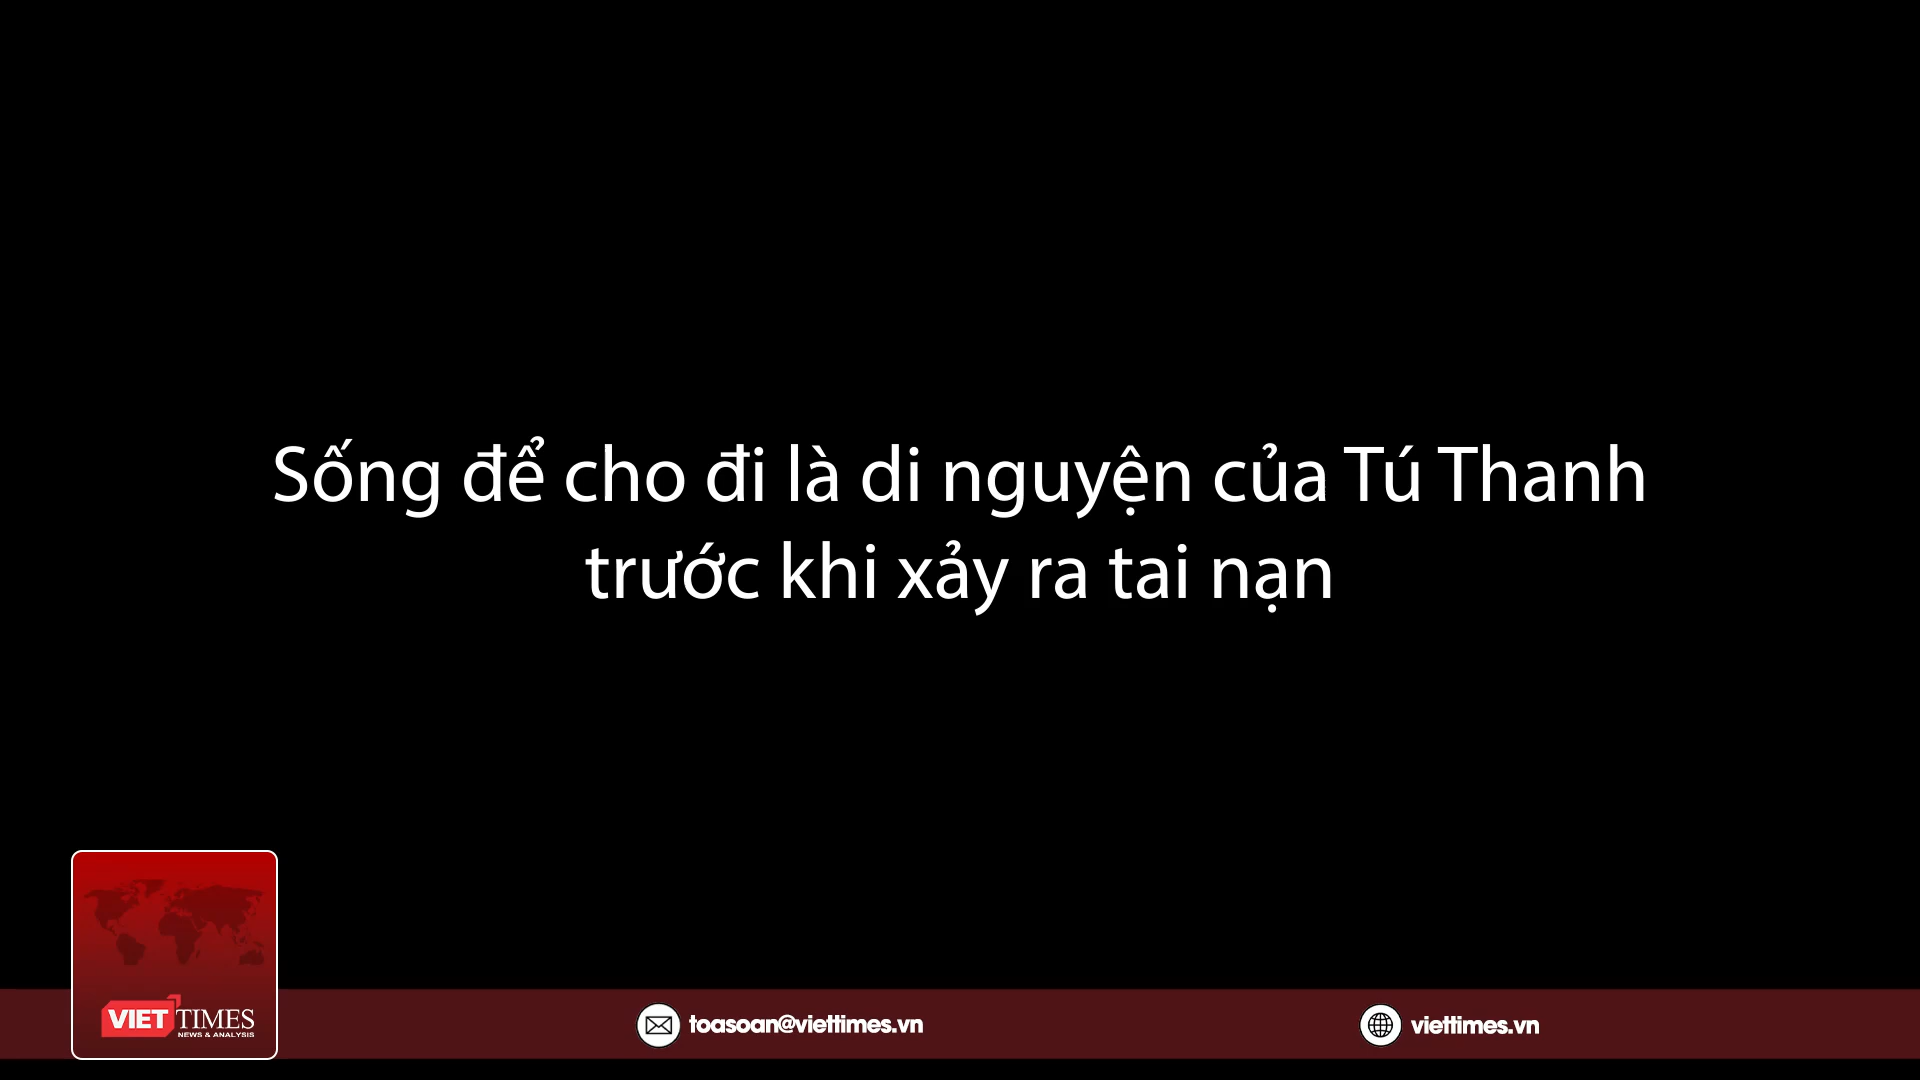 Sống để cho đi là di nguyện của Tú Thanh
trước khi xảy ra tai nạn
VIET TIMES
NEWS & ANALYSIS
toasoan@viettimes.vn
viettimes.vn